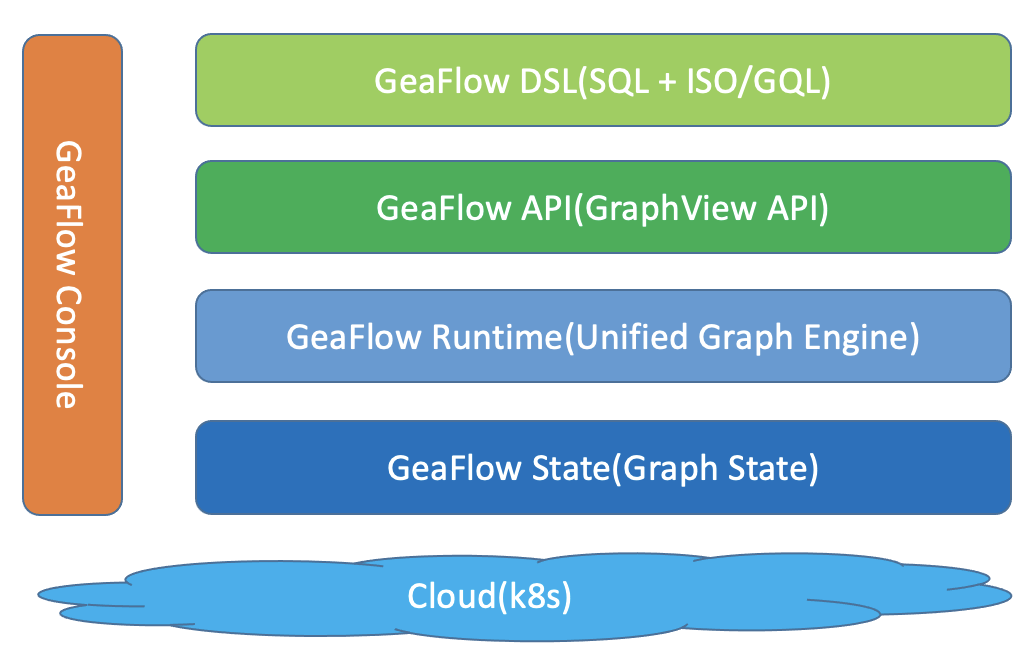 GeaFlow Console
GeaFlow DSL(SQL + ISO/GQL)
GeaFlow API(GraphView API)
GeaFlow Runtime(Unified Graph Engine)
GeaFlow State(Graph State)
Cloud(k8s)